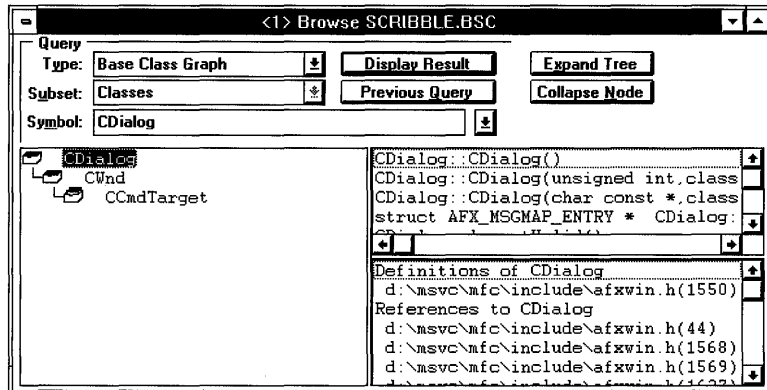 <1> Browse SCRIBBLE.BSC
Query
Type: Base Class Graph Display Result Expand Tree
Subset: Classes Previous Query Collapse Node
Symbol: CDialog
CDialog
CWnd
CCmdTarget
CDialog::CDialog()
CDialog::CDialog(unsigned int,class
CDialog::CDialog(char const *,class
struct AFX_MSGMAP_ENTRY * CDialog:
Definitions of CDialog
d:\msvc\mfc\include\afxwin.h(1550)
References to CDialog
d:\msvc\mfc\include\afxwin.h(44)
d:\msvc\mfc\include\afxwin.h(1568)
d:\msvc\mfc\include\afxwin.h(1569)